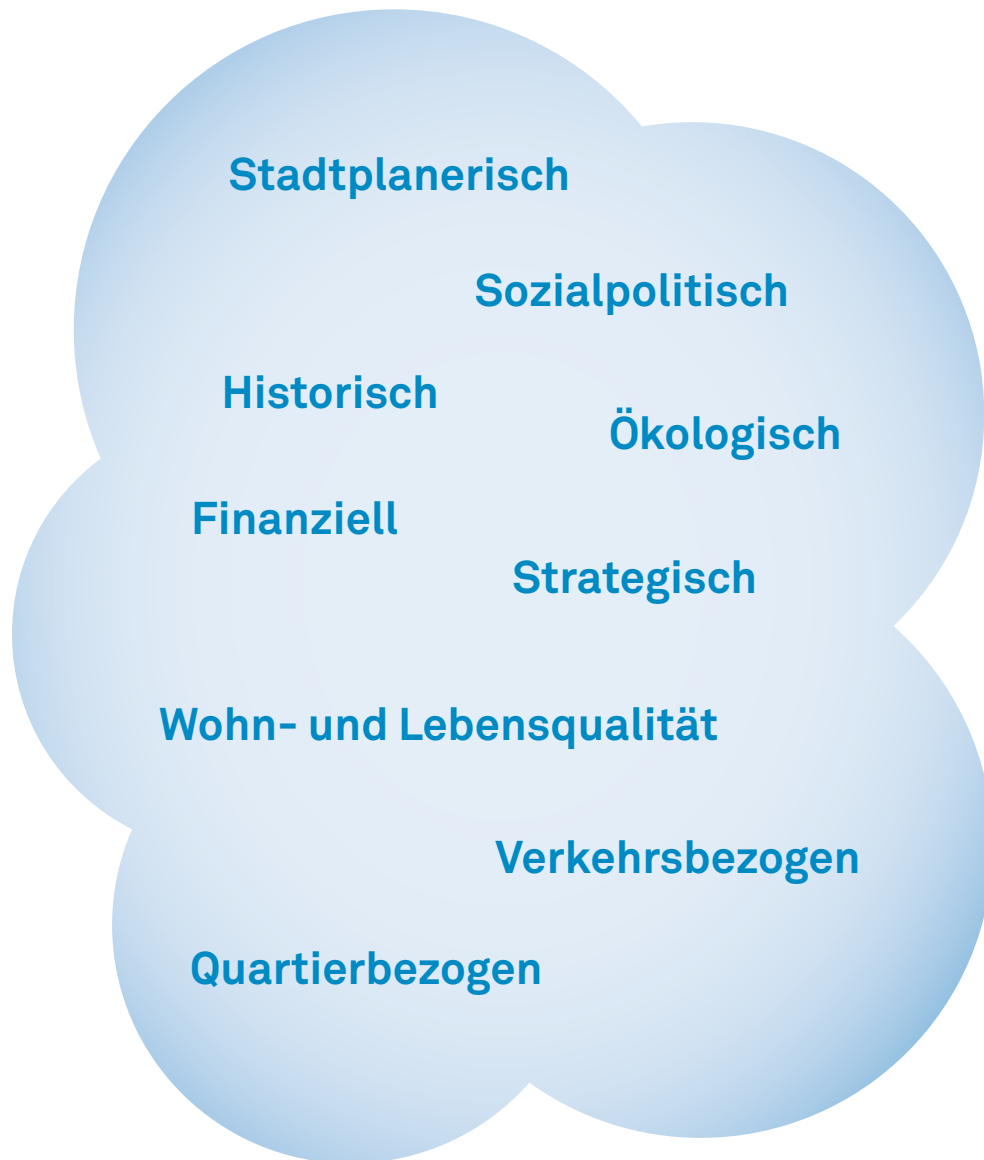 Stadtplanerisch
Sozialpolitisch
Historisch
Ökologisch
Finanziell
Strategisch
Wohn- und Lebensqualität
Verkehrsbezogen
Quartierbezogen